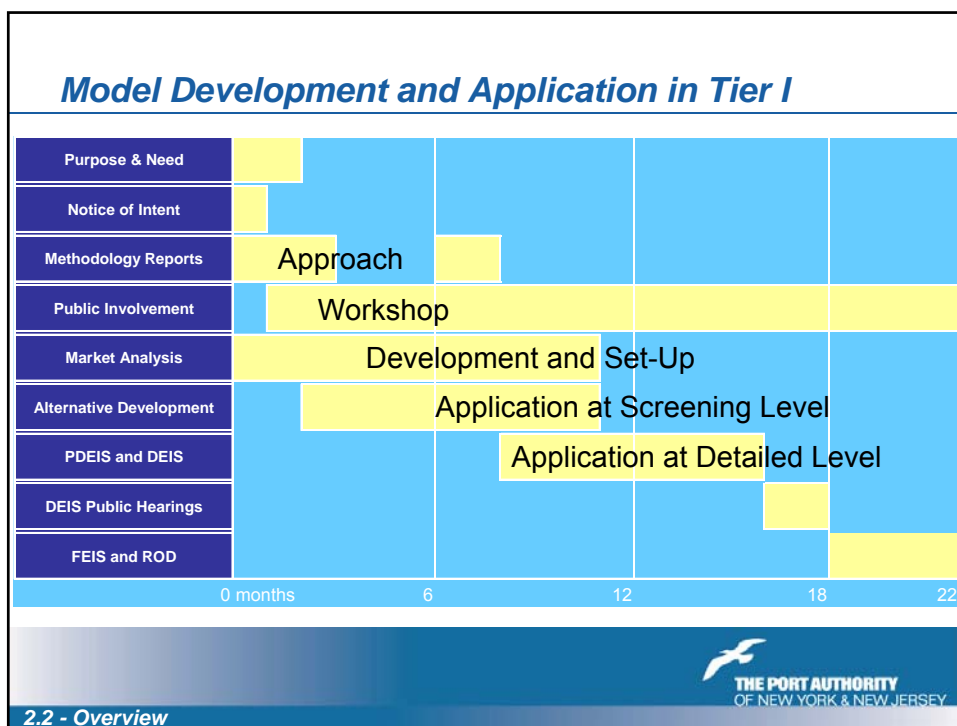 Model Development and Application in Tier I
Purpose & Need
Notice of Intent
Methodology Reports
Approach
Public Involvement
Workshop
Market Analysis
Development and Set-Up
Alternative Development
Application at Screening Level
PDEIS and DEIS
Application at Detailed Level
DEIS Public Hearings
FEIS and ROD
0 months 6 12 18 22
THE PORT AUTHORITY
OF NEW YORK & NEW JERSEY
2.2 - Overview